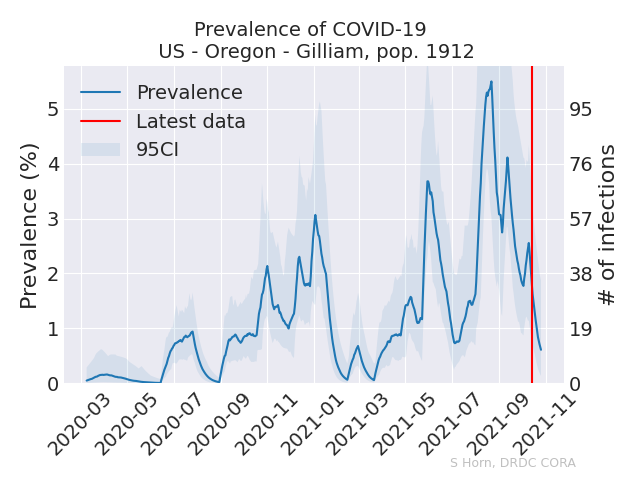 Prevalence of COVID-19
US - Oregon - Gilliam, pop. 1912
Prevalence
Latest data
95CI
Prevalence (%)
5
4
3
2
1
0
95
76
57
38
19
0
# of infections
2020-03
2020-05
2020-07
2020-09
2020-11
2021-01
2021-03
2021-05
2021-07
2021-09
2021-11
S Horn, DRDC CORA